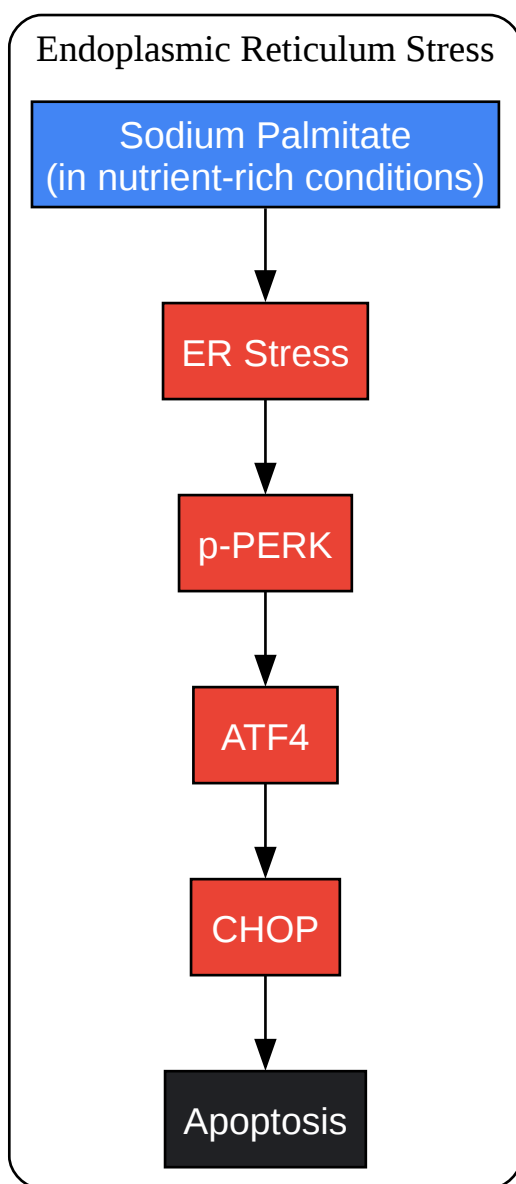 Endoplasmic Reticulum Stress
Sodium Palmitate
(in nutrient-rich conditions)
ER Stress
p-PERK
ATF4
CHOP
Apoptosis